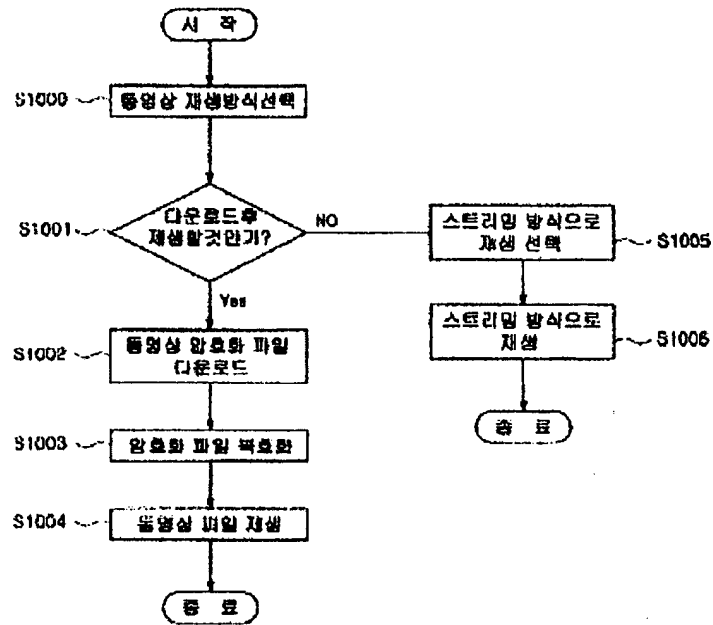 시 작
S1000
동영상 재생방식선택
S1001
다운로드후
재생할것인가?
NO
Yes
스트리밍 방식으로
재생 선택
S1005
S1002
동영상 암호화 파일
다운로드
스트리밍 방식으로
재생
S1006
S1003
암호화 파일 복호화
종 료
S1004
동영상 파일 재생
종 료